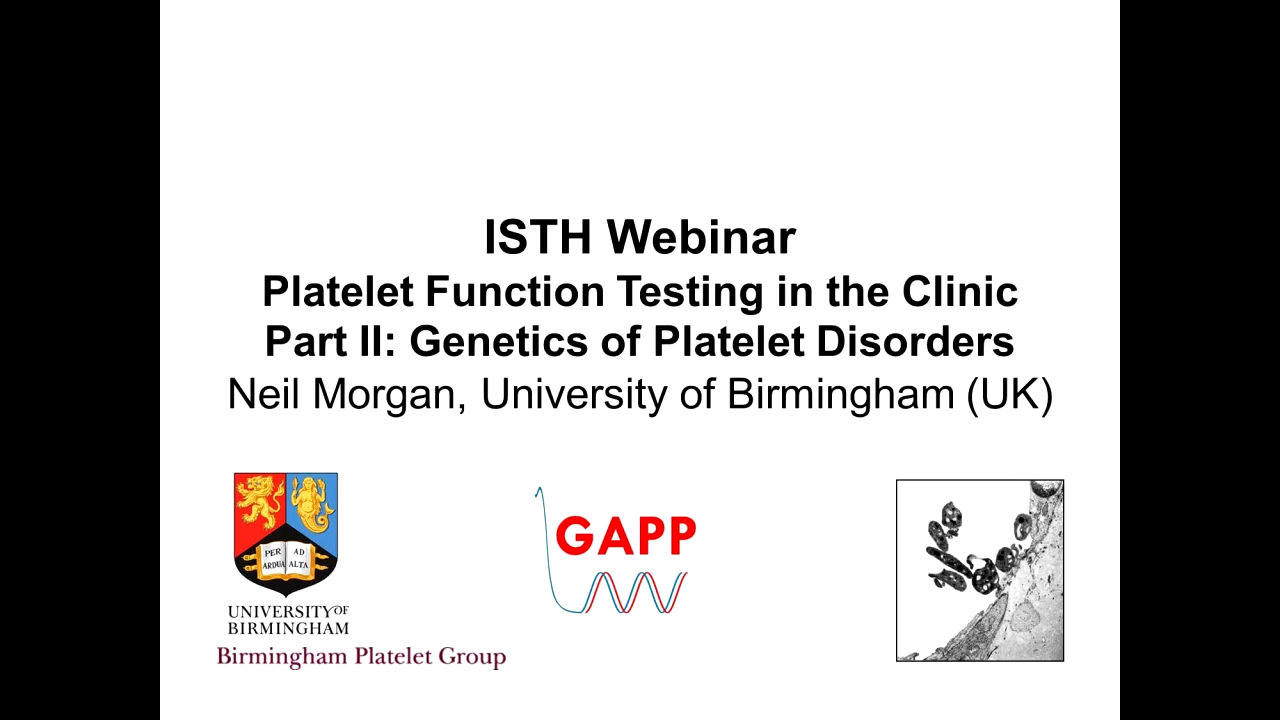 ISTH Webinar
Platelet Function Testing in the Clinic
Part II: Genetics of Platelet Disorders
Neil Morgan, University of Birmingham (UK)
PER AD
ARDUA ALTA
GAPP
UNIVERSITY OF
BIRMINGHAM
Birmingham Platelet Group